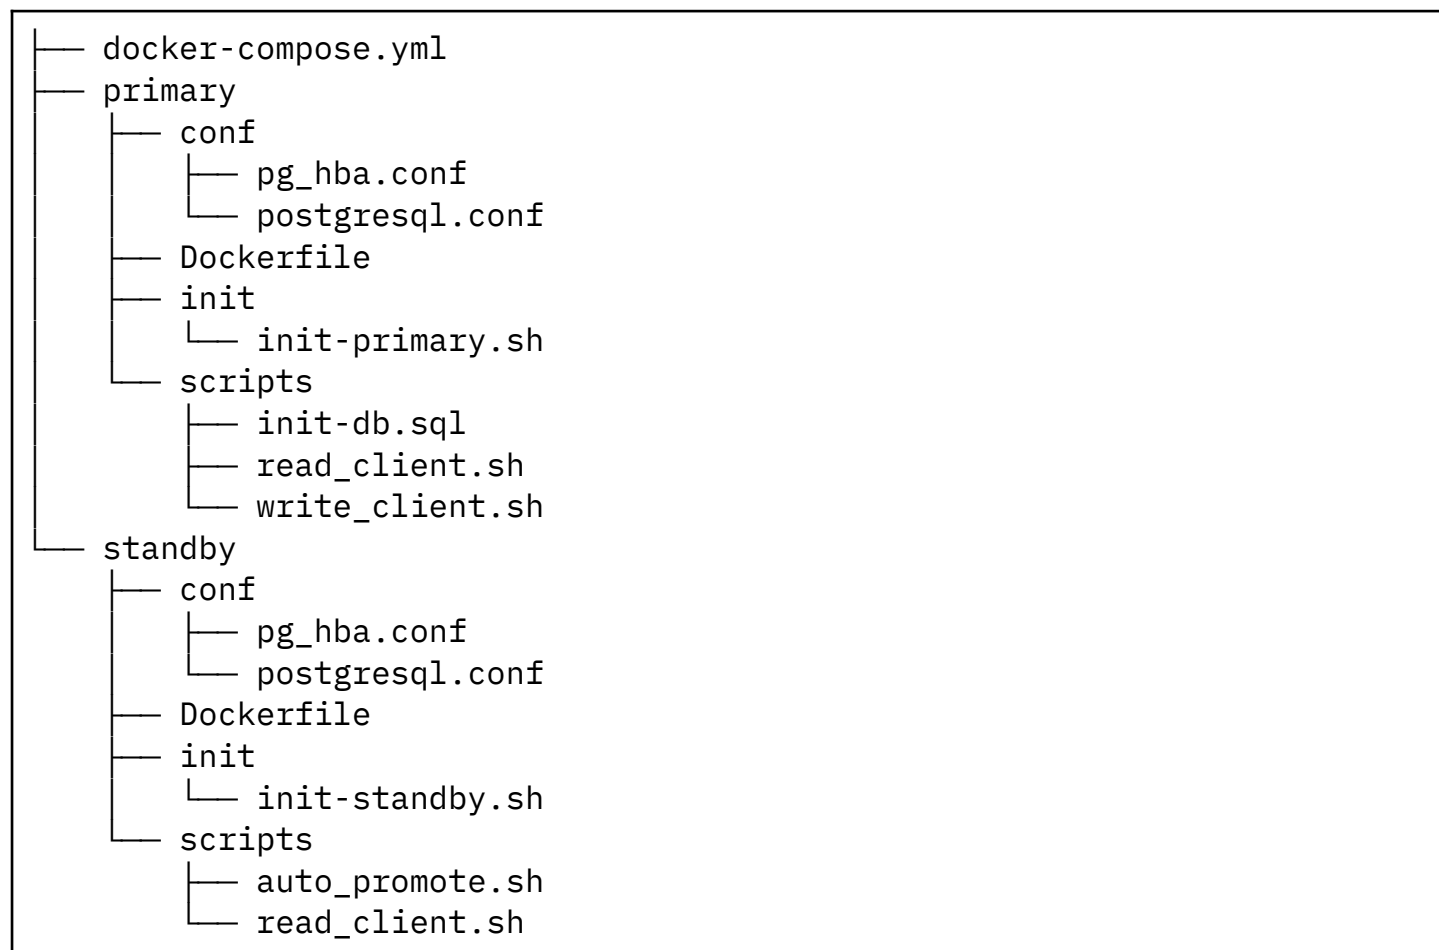 ├── docker-compose.yml
├── primary
│   ├── conf
│   │   ├── pg_hba.conf
│   │   └── postgresql.conf
│   ├── Dockerfile
│   ├── init
│   │   └── init-primary.sh
│   └── scripts
│       ├── init-db.sql
│       ├── read_client.sh
│       └── write_client.sh
└── standby
    ├── conf
    │   ├── pg_hba.conf
    │   └── postgresql.conf
    ├── Dockerfile
    ├── init
    │   └── init-standby.sh
    └── scripts
        ├── auto_promote.sh
        └── read_client.sh